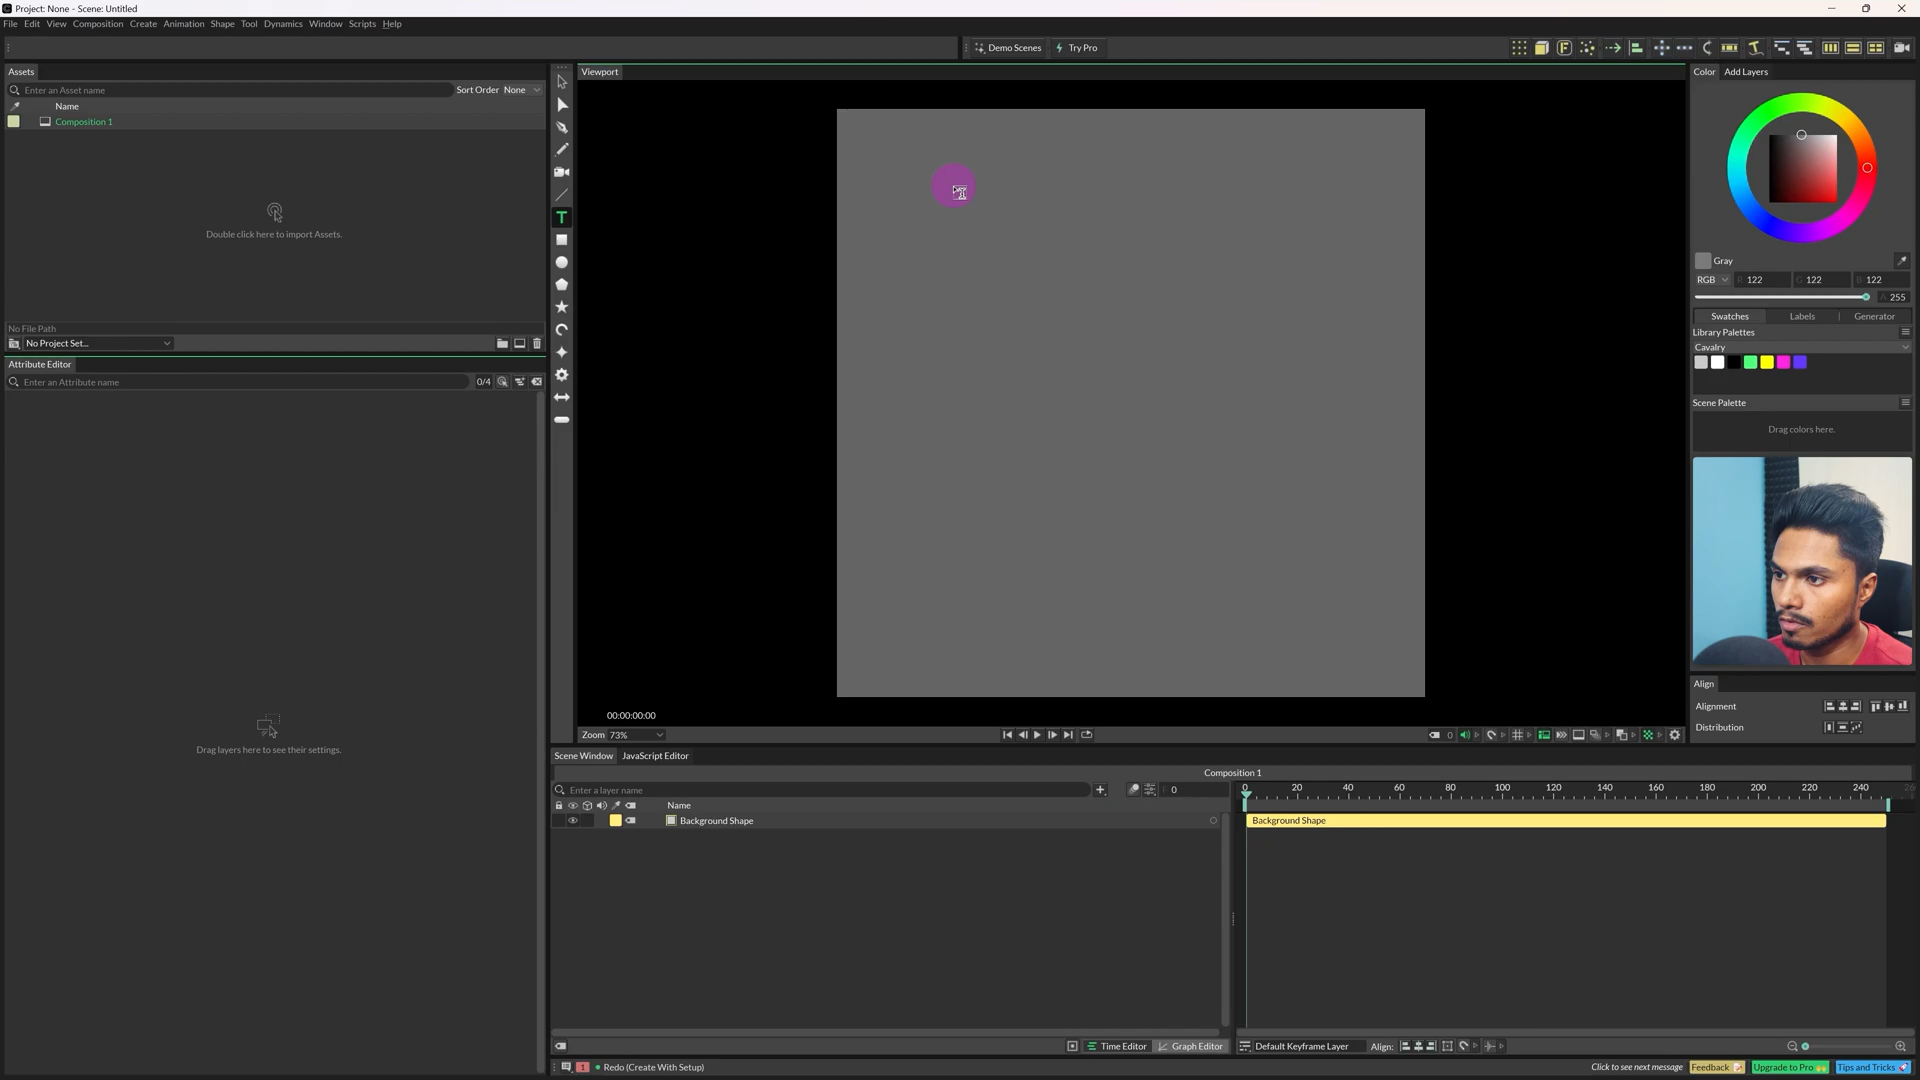 Project: None - Scene: Untitled
File Edit View Composition Create Animation Shape Tool Dynamics Window Scripts Help
Demo Scenes Try Pro
Assets
Enter an Asset name Sort Order None
Name
Composition 1
Double click here to import Assets.
No File Path
No Project Set...
Attribute Editor
Enter an Attribute name 0/4
Drag layers here to see their settings.
Viewport
T
00:00:00:00
Zoom 73%
0
Color Add Layers
Gray
RGB R 122 G 122 B 122
A 255
Swatches Labels Generator
Library Palettes
Cavalry
Scene Palette
Drag colors here.
Align
Alignment
Distribution
Scene Window JavaScript Editor
Composition 1
Enter a layer name
F 0
0 20 40 60 80 100 120 140 160 180 200 220 240
Name
Background Shape
Background Shape
Time Editor Graph Editor
Default Keyframe Layer Align:
1 Redo (Create With Setup)
Click to see next message Feedback Upgrade to Pro Tips and Tricks